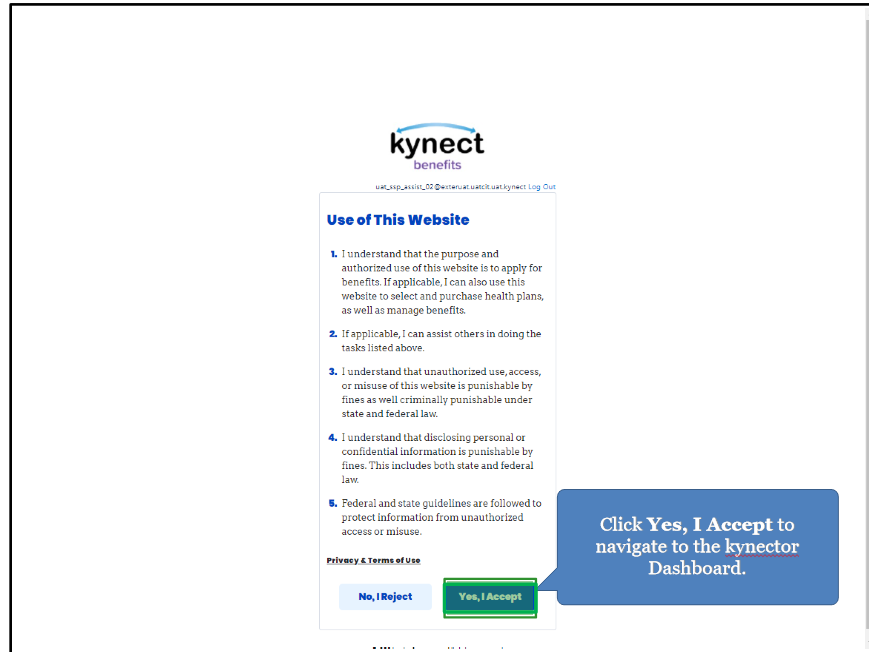 kynect
benefits
uat_ssp_assist_02@exteruat.uatcit.uat.kynect Log Out
Use of This Website
1. I understand that the purpose and
authorized use of this website is to apply for
benefits. If applicable, I can also use this
website to select and purchase health plans,
as well as manage benefits.
2. If applicable, I can assist others in doing the
tasks listed above.
3. I understand that unauthorized use, access,
or misuse of this website is punishable by
fines as well criminally punishable under
state and federal law.
4. I understand that disclosing personal or
confidential information is punishable by
fines. This includes both state and federal
law.
5. Federal and state guidelines are followed to
protect information from unauthorized
access or misuse.
Privacy & Terms of Use
No, I Reject
Yes, I Accept
Click Yes, I Accept to
navigate to the kynector
Dashboard.